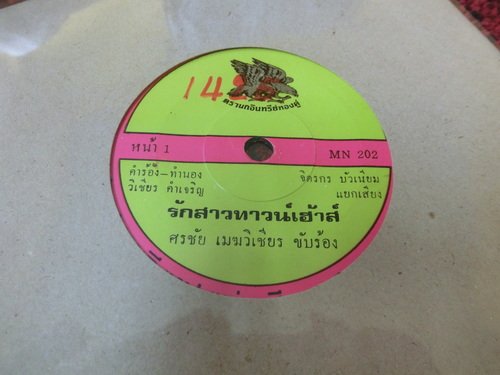 ตรานกอินทรีย์ทองคู่
หน้า 1
MN 202
คำร้อง-ทำนอง
วิเชียร คำเจริญ
จิตรกร บัวเนียม
แยกเสียง
รักสาวทาวน์เฮ้าส์
ศรชัย เมฆวิเชียร ขับร้อง